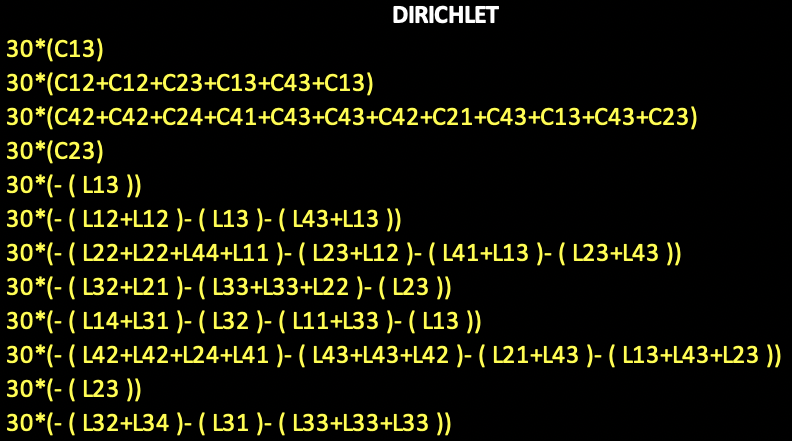 DIRICHLET
30*(C13)
30*(C12+C12+C23+C13+C43+C13)
30*(C42+C42+C24+C41+C43+C43+C42+C21+C43+C13+C43+C23)
30*(C23)
30*(- ( L13 ))
30*(- ( L12+L12 )- ( L13 )- ( L43+L13 ))
30*(- ( L22+L22+L44+L11 )- ( L23+L12 )- ( L41+L13 )- ( L23+L43 ))
30*(- ( L32+L21 )- ( L33+L33+L22 )- ( L23 ))
30*(- ( L14+L31 )- ( L32 )- ( L11+L33 )- ( L13 ))
30*(- ( L42+L42+L24+L41 )- ( L43+L43+L42 )- ( L21+L43 )- ( L13+L43+L23 ))
30*(- ( L23 ))
30*(- ( L32+L34 )- ( L31 )- ( L33+L33+L33 ))